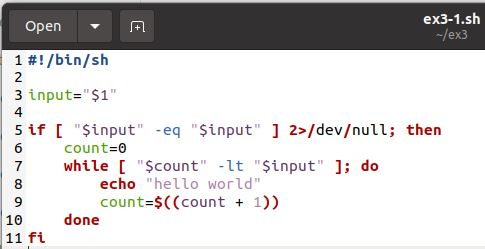 Open
ex3-1.sh
~/ex3
1 #!/bin/sh
2
3 input="$1"
4
5 if [ "$input" -eq "$input" ] 2>/dev/null; then
6     count=0
7     while [ "$count" -lt "$input" ]; do
8         echo "hello world"
9         count=$((count + 1))
10     done
11 fi